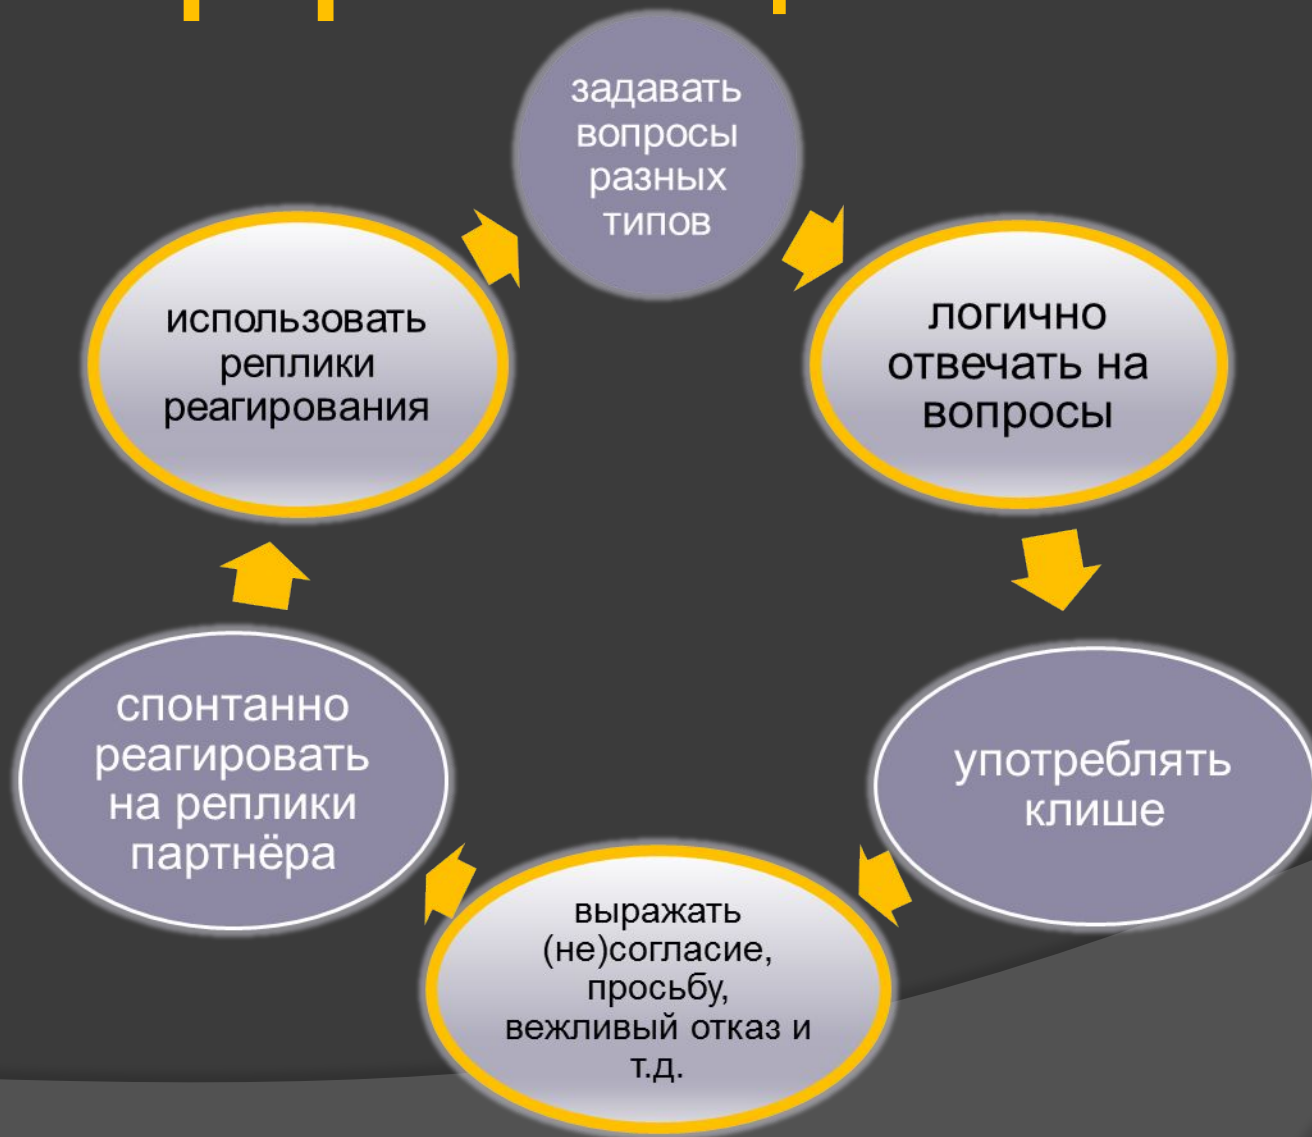 задавать
вопросы
разных
типов
логично
отвечать на
вопросы
употреблять
клише
выражать
(не)согласие,
просьбу,
вежливый отказ и
т.д.
спонтанно
реагировать
на реплики
партнёра
использовать
реплики
реагирования